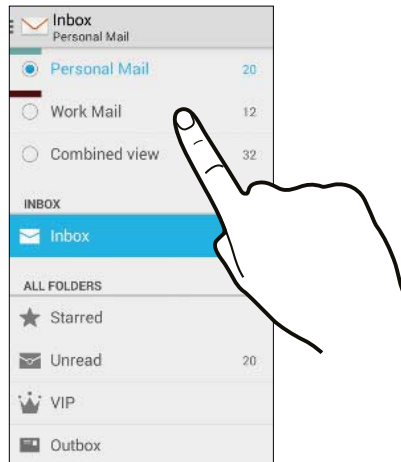 Inbox
Personal Mail
Personal Mail 20
Work Mail 12
Combined view 32
INBOX
Inbox
ALL FOLDERS
Starred
Unread 20
VIP
Outbox